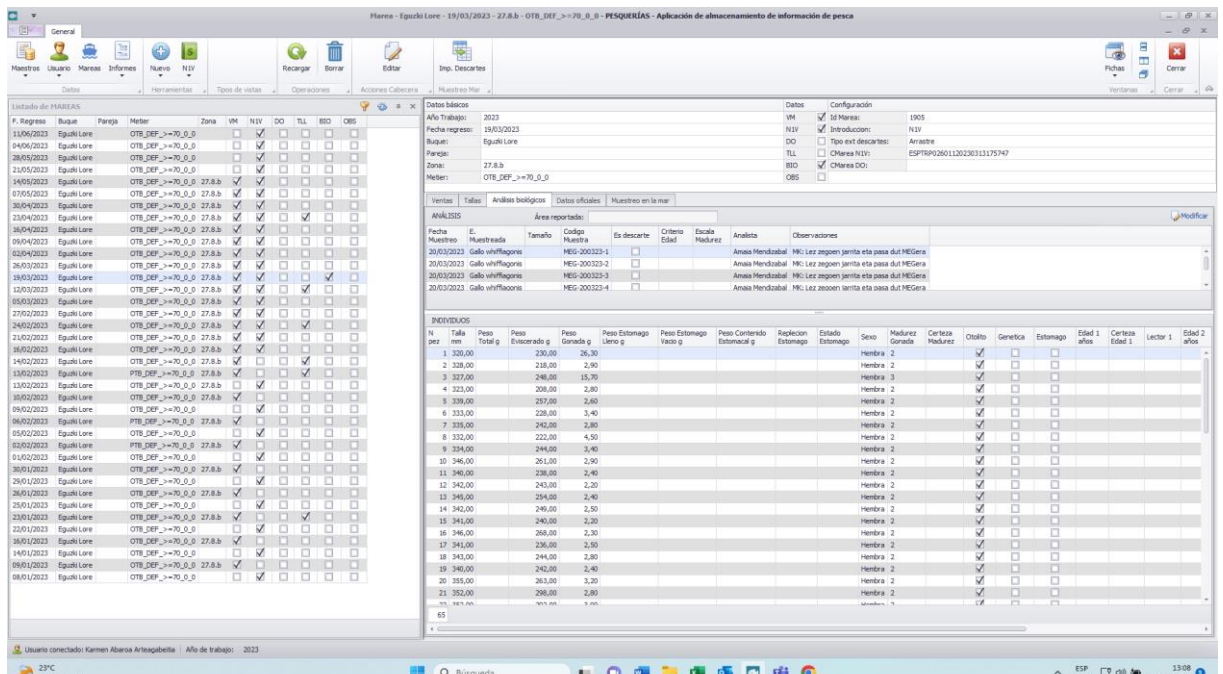 Marea - Eguzki Lore - 19/03/2023 - 27.8.b - OTB_DEF_>=70_0_0 - PESQUERÍAS - Aplicación de almacenamiento de información de pesca
General
Maestros Usuario Mareas Informes Nuevo N1V Recargar Borrar Editar Imp. Descartes Fichas Cerrar
Datos Herramientas Tipos de vistas Operaciones Acciones Cabecera Muestreo Mar Ventanas Cerrar
Listado de MAREAS
F. Regreso Buque Pareja Metier Zona VM N1V DO TLL BIO OBS
11/06/2023 Eguzki Lore OTB_DEF_>=70_0_0
04/06/2023 Eguzki Lore OTB_DEF_>=70_0_0
28/05/2023 Eguzki Lore OTB_DEF_>=70_0_0
21/05/2023 Eguzki Lore OTB_DEF_>=70_0_0
14/05/2023 Eguzki Lore OTB_DEF_>=70_0_0 27.8.b
07/05/2023 Eguzki Lore OTB_DEF_>=70_0_0 27.8.b
30/04/2023 Eguzki Lore OTB_DEF_>=70_0_0 27.8.b
23/04/2023 Eguzki Lore OTB_DEF_>=70_0_0 27.8.b
16/04/2023 Eguzki Lore OTB_DEF_>=70_0_0 27.8.b
09/04/2023 Eguzki Lore OTB_DEF_>=70_0_0 27.8.b
02/04/2023 Eguzki Lore OTB_DEF_>=70_0_0 27.8.b
26/03/2023 Eguzki Lore OTB_DEF_>=70_0_0 27.8.b
19/03/2023 Eguzki Lore OTB_DEF_>=70_0_0 27.8.b
12/03/2023 Eguzki Lore OTB_DEF_>=70_0_0 27.8.b
05/03/2023 Eguzki Lore OTB_DEF_>=70_0_0 27.8.b
27/02/2023 Eguzki Lore OTB_DEF_>=70_0_0 27.8.b
24/02/2023 Eguzki Lore OTB_DEF_>=70_0_0 27.8.b
21/02/2023 Eguzki Lore OTB_DEF_>=70_0_0 27.8.b
16/02/2023 Eguzki Lore OTB_DEF_>=70_0_0 27.8.b
14/02/2023 Eguzki Lore OTB_DEF_>=70_0_0 27.8.b
13/02/2023 Eguzki Lore PTB_DEF_>=70_0_0 27.8.b
13/02/2023 Eguzki Lore OTB_DEF_>=70_0_0
10/02/2023 Eguzki Lore OTB_DEF_>=70_0_0 27.8.b
09/02/2023 Eguzki Lore OTB_DEF_>=70_0_0
06/02/2023 Eguzki Lore PTB_DEF_>=70_0_0 27.8.b
05/02/2023 Eguzki Lore OTB_DEF_>=70_0_0
02/02/2023 Eguzki Lore PTB_DEF_>=70_0_0 27.8.b
01/02/2023 Eguzki Lore OTB_DEF_>=70_0_0
30/01/2023 Eguzki Lore OTB_DEF_>=70_0_0 27.8.b
29/01/2023 Eguzki Lore OTB_DEF_>=70_0_0
26/01/2023 Eguzki Lore OTB_DEF_>=70_0_0 27.8.b
25/01/2023 Eguzki Lore OTB_DEF_>=70_0_0
23/01/2023 Eguzki Lore OTB_DEF_>=70_0_0 27.8.b
22/01/2023 Eguzki Lore OTB_DEF_>=70_0_0
16/01/2023 Eguzki Lore OTB_DEF_>=70_0_0 27.8.b
14/01/2023 Eguzki Lore OTB_DEF_>=70_0_0
09/01/2023 Eguzki Lore OTB_DEF_>=70_0_0 27.8.b
08/01/2023 Eguzki Lore OTB_DEF_>=70_0_0
Datos básicos Datos Configuración
Año Trabajo: 2023 VM Id Marea: 1905
Fecha regreso: 19/03/2023 N1V Introduccion: N1V
Buque: Eguzki Lore DO Tipo ext descartes: Arrastre
Pareja: TLL CMarea N1V: ESPTRP02601120230313175747
Zona: 27.8.b BIO CMarea DO:
Metier: OTB_DEF_>=70_0_0 OBS
Ventas Tallas Análisis biológicos Datos oficiales Muestreo en la mar
ANÁLISIS Área reportada: Modificar
Fecha Muestreo E. Muestreada Tamaño Codigo Muestra Es descarte Criterio Edad Escala Madurez Analista Observaciones
20/03/2023 Gallo whiffiagonis MEG-200323-1 Amaia Mendizabal MK: Lez zegoen jarrita eta pasa dut MEGera
20/03/2023 Gallo whiffiagonis MEG-200323-2 Amaia Mendizabal MK: Lez zegoen jarrita eta pasa dut MEGera
20/03/2023 Gallo whiffiagonis MEG-200323-3 Amaia Mendizabal MK: Lez zegoen jarrita eta pasa dut MEGera
20/03/2023 Gallo whiffiagonis MEG-200323-4 Amaia Mendizabal MK: Lez zegoen jarrita eta pasa dut MEGera
INDIVIDUOS
N pez Talla mm Peso Total g Peso Eviscerado g Peso Gonada g Peso Estomago Lleno g Peso Estomago Vacio g Peso Contenido Estomacal g Replecion Estomago Estado Estomago Sexo Madurez Gonada Certeza Madurez Otolito Genetica Estomago Edad 1 años Certeza Edad 1 Lector 1 Edad 2 años
1 320,00 230,00 26,30 Hembra 2
2 328,00 218,00 2,90 Hembra 2
3 327,00 248,00 15,70 Hembra 3
4 323,00 208,00 2,80 Hembra 2
5 339,00 257,00 2,60 Hembra 2
6 333,00 228,00 3,40 Hembra 2
7 335,00 242,00 2,80 Hembra 2
8 332,00 222,00 4,50 Hembra 2
9 334,00 244,00 3,40 Hembra 2
10 346,00 261,00 2,90 Hembra 2
11 340,00 238,00 2,40 Hembra 2
12 342,00 243,00 2,20 Hembra 2
13 345,00 254,00 2,40 Hembra 2
14 342,00 249,00 2,50 Hembra 2
15 341,00 240,00 2,20 Hembra 2
16 346,00 268,00 2,30 Hembra 2
17 341,00 236,00 2,50 Hembra 2
18 343,00 244,00 2,80 Hembra 2
19 340,00 242,00 2,40 Hembra 2
20 355,00 263,00 3,20 Hembra 2
21 352,00 298,00 2,80 Hembra 2
65
Usuario conectado: Karmen Abaroa Arteagabeitia Año de trabajo: 2023
23°C Búsqueda ESP 13:08